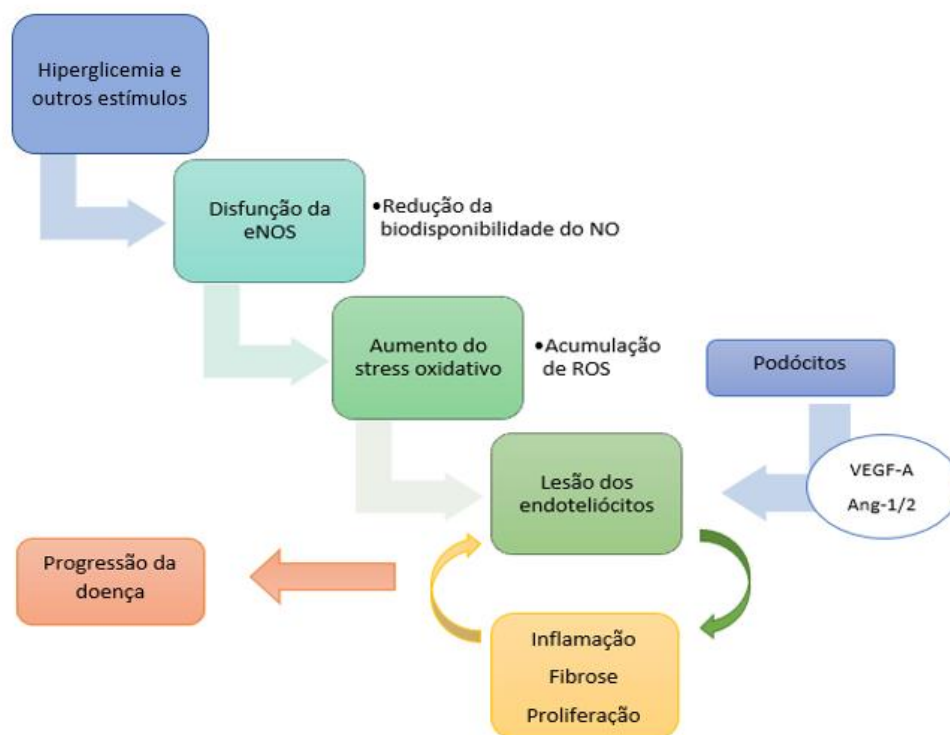 Hiperglicemia e
outros estímulos
Disfunção da
eNOS
•Redução da
biodisponibilidade do NO
Aumento do
stress oxidativo
•Acumulação
de ROS
Podócitos
VEGF-A
Ang-1/2
Lesão dos
endoteliócitos
Progressão da
doença
Inflamação
Fibrose
Proliferação